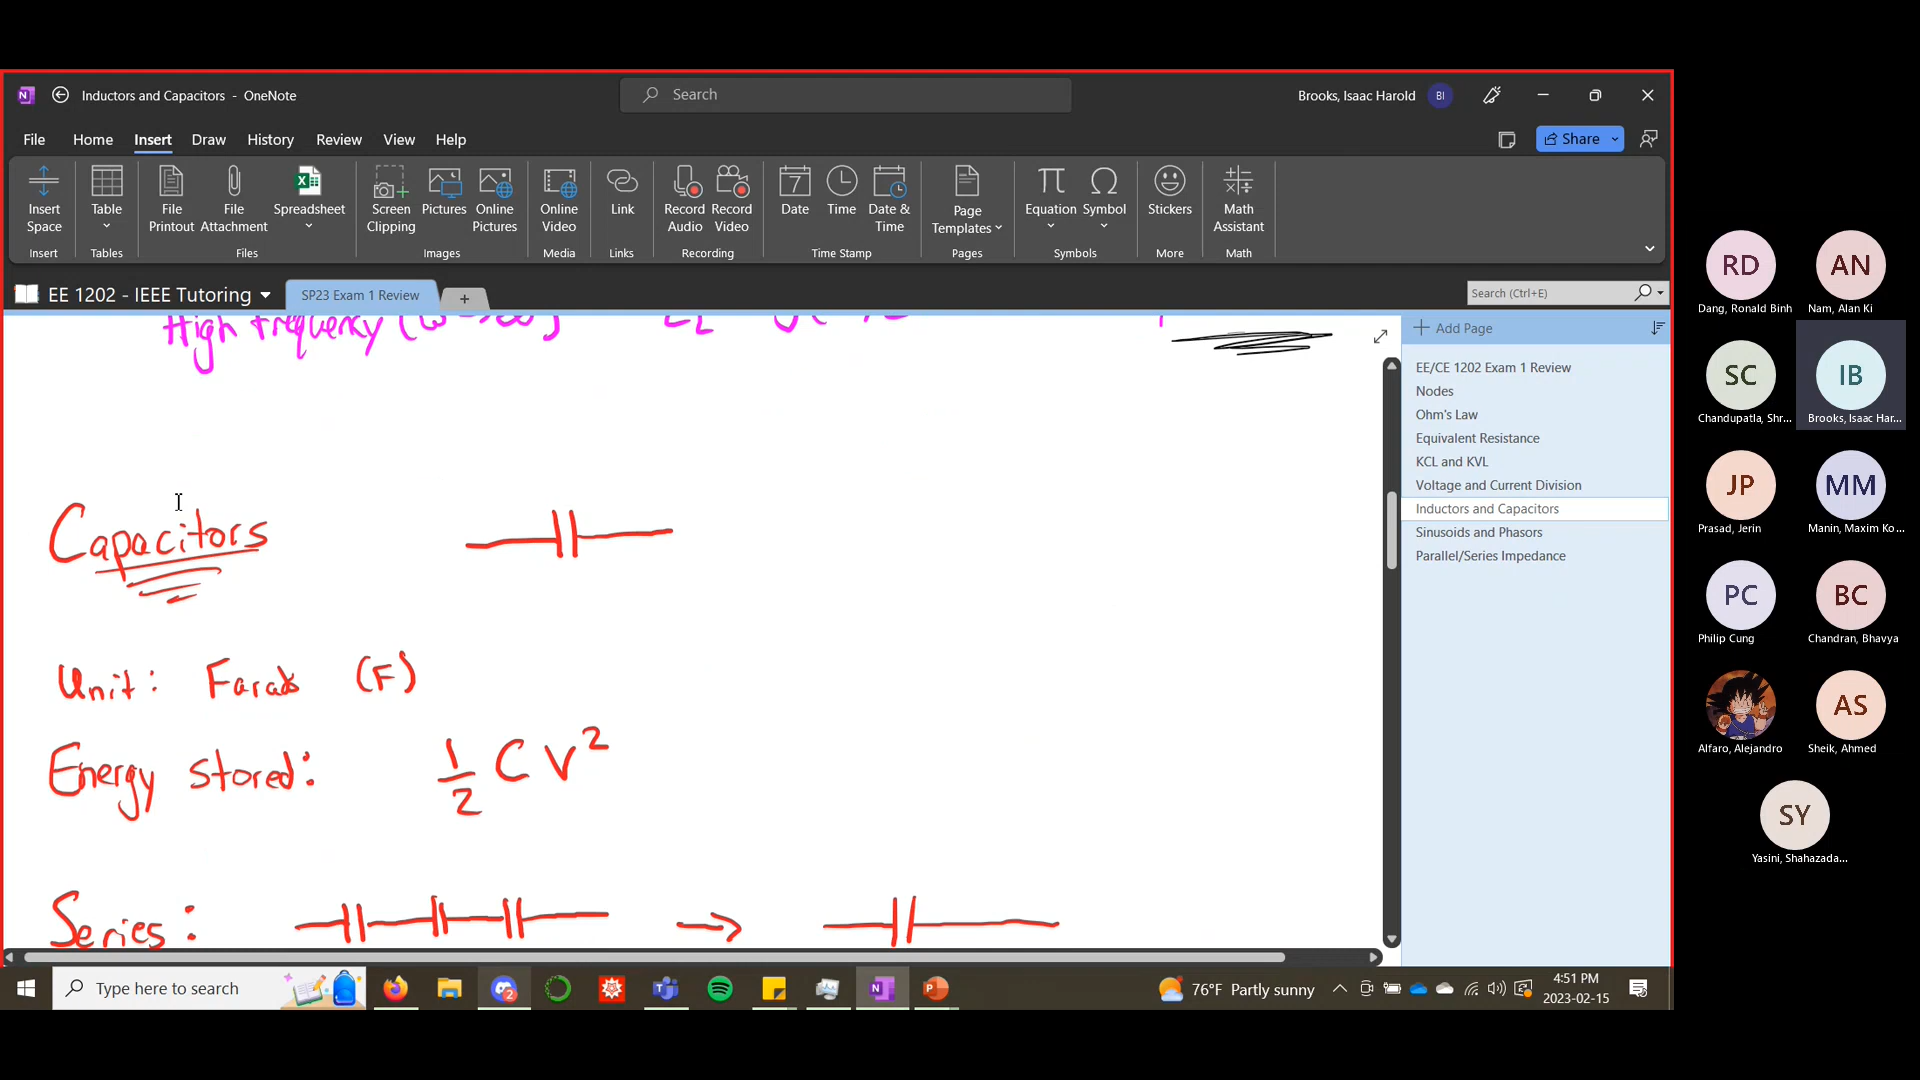 Inductors and Capacitors - OneNote
Search
Brooks, Isaac Harold
BI
File Home Insert Draw History Review View Help
Share
Insert Space
Table
File Printout
File Attachment
Spreadsheet
Screen Clipping
Pictures
Online Pictures
Online Video
Link
Record Audio
Record Video
Date
Time
Date & Time
Page Templates
Equation
Symbol
Stickers
Math Assistant
Insert Tables Files Images Media Links Recording Time Stamp Pages Symbols More Math
EE 1202 - IEEE Tutoring
SP23 Exam 1 Review
Search (Ctrl+E)
High frequency
Capacitors
Unit: Farads (F)
Energy stored: 1/2 C V²
Series:
Add Page
EE/CE 1202 Exam 1 Review
Nodes
Ohm's Law
Equivalent Resistance
KCL and KVL
Voltage and Current Division
Inductors and Capacitors
Sinusoids and Phasors
Parallel/Series Impedance
RD
Dang, Ronald Binh
AN
Nam, Alan Ki
SC
Chandupatla, Shr...
IB
Brooks, Isaac Har...
JP
Prasad, Jerin
MM
Manin, Maxim Ko...
PC
Philip Cung
BC
Chandran, Bhavya
Alfaro, Alejandro
AS
Sheik, Ahmed
SY
Yasini, Shahazada...
Type here to search
2
76°F Partly sunny
4:51 PM
2023-02-15